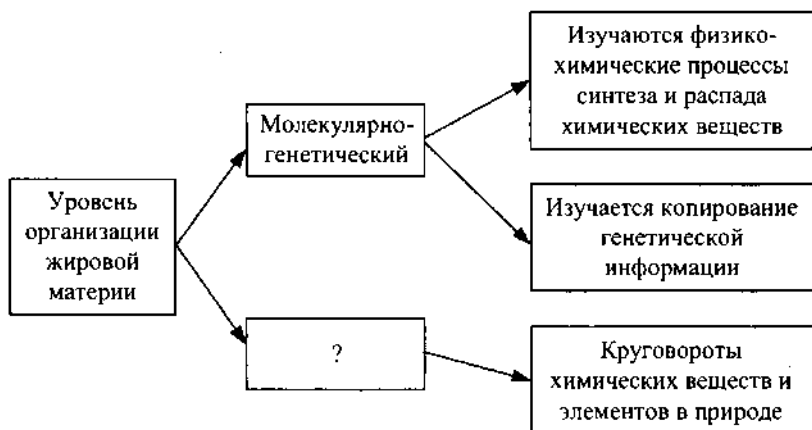 Уровень
организации
жировой
материи
Молекулярно-
генетический
?
Изучаются физико-
химические процессы
синтеза и распада
химических веществ
Изучается копирование
генетической
информации
Круговороты
химических веществ и
элементов в природе